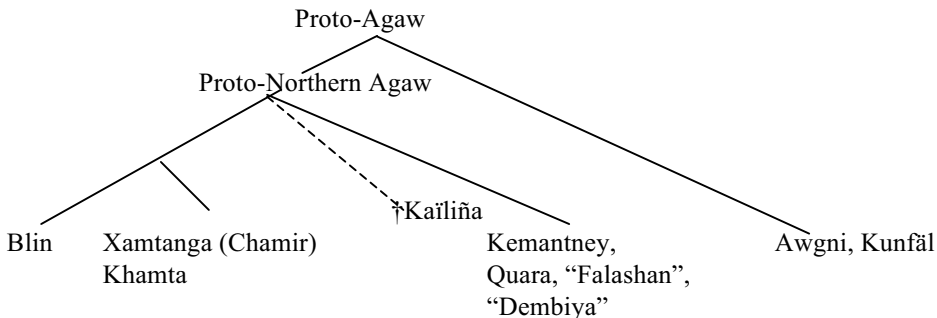 Proto-Agaw
Proto-Northern Agaw
†Kaïliña
Blin
Xamtanga (Chamir)
Khamta
Kemantney,
Quara, “Falashan”,
“Dembiya”
Awgni, Kunfäl